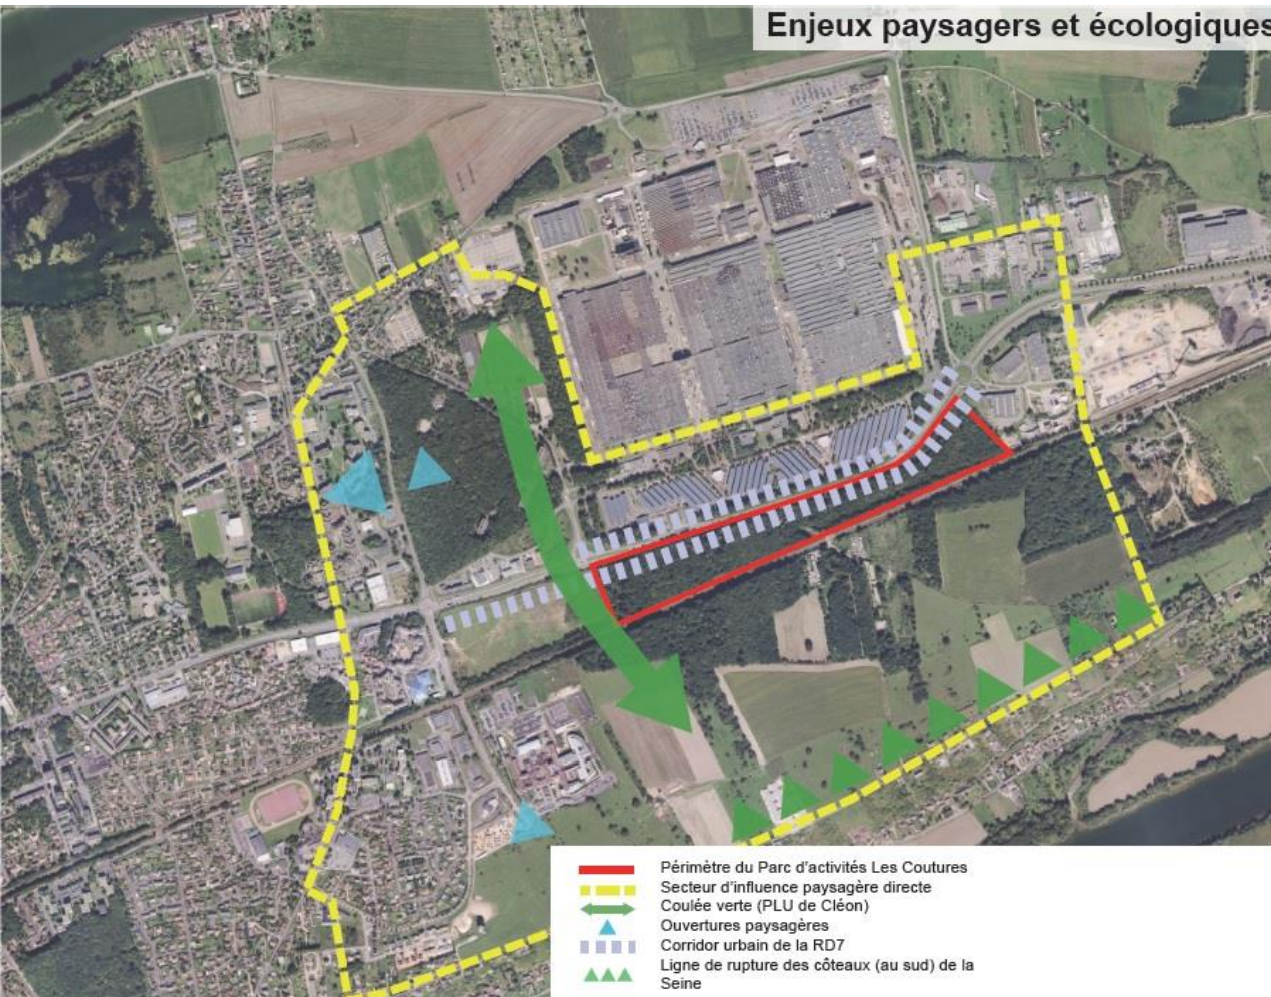 Enjeux paysagers et écologiques
Périmètre du Parc d'activités Les Coutures
Secteur d'influence paysagère directe
Coulée verte (PLU de Cléon)
Ouvertures paysagères
Corridor urbain de la RD7
Ligne de rupture des côteaux (au sud) de la
Seine